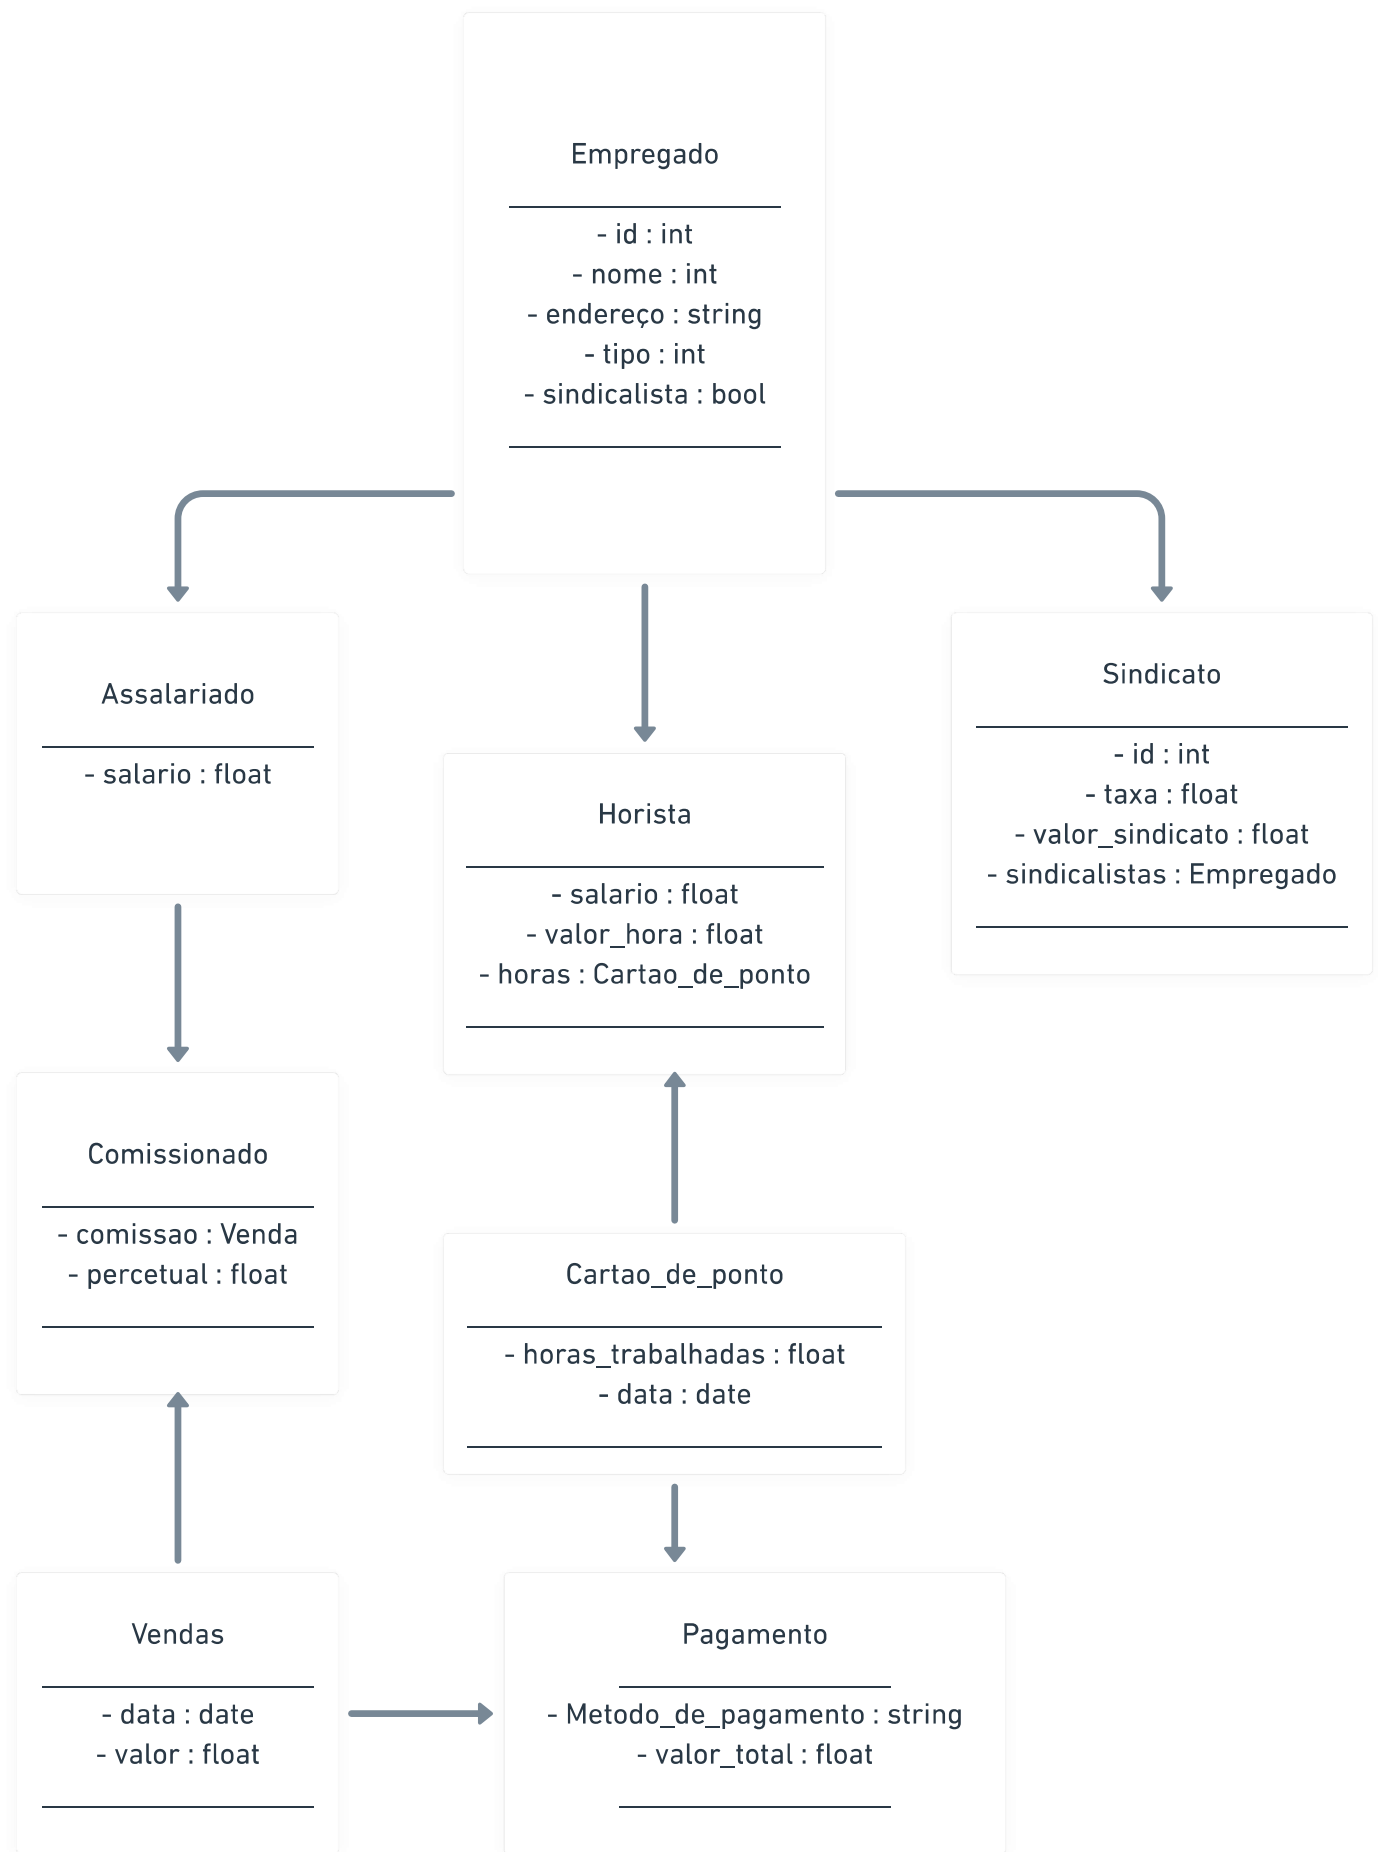 Empregado
- id : int
- nome : int
- endereço : string
- tipo : int
- sindicalista : bool
Assalariado
- salario : float
Horista
- salario : float
- valor_hora : float
- horas : Cartao_de_ponto
Sindicato
- id : int
- taxa : float
- valor_sindicato : float
- sindicalistas : Empregado
Comissionado
- comissao : Venda
- percetual : float
Cartao_de_ponto
- horas_trabalhadas : float
- data : date
Vendas
- data : date
- valor : float
Pagamento
- Metodo_de_pagamento : string
- valor_total : float